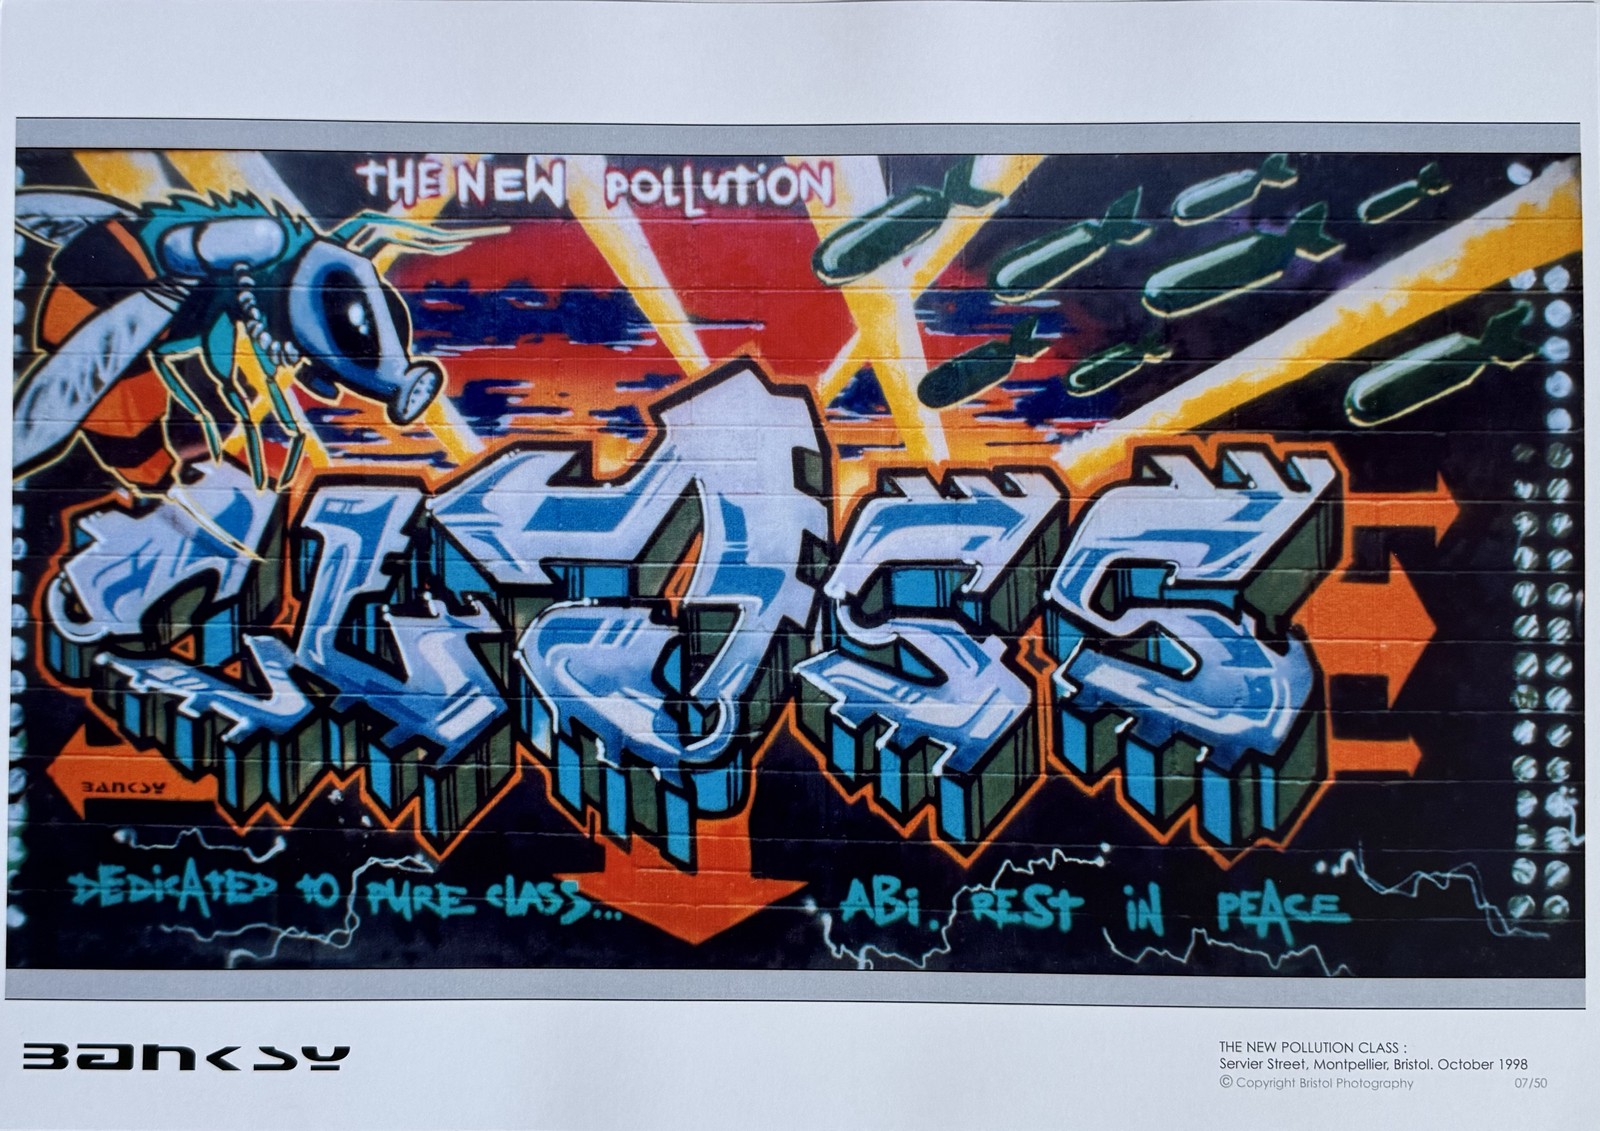 THE NEW POLLUTION
CLASS
BANKSY
DEDICATED TO PURE CLASS...
ABi. REST iN PEACE
BANKSY
THE NEW POLLUTION CLASS :
Servier Street, Montpellier, Bristol. October 1998
© Copyright Bristol Photography 07/50